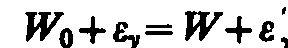 W₀ + ε_γ = W + ε′,